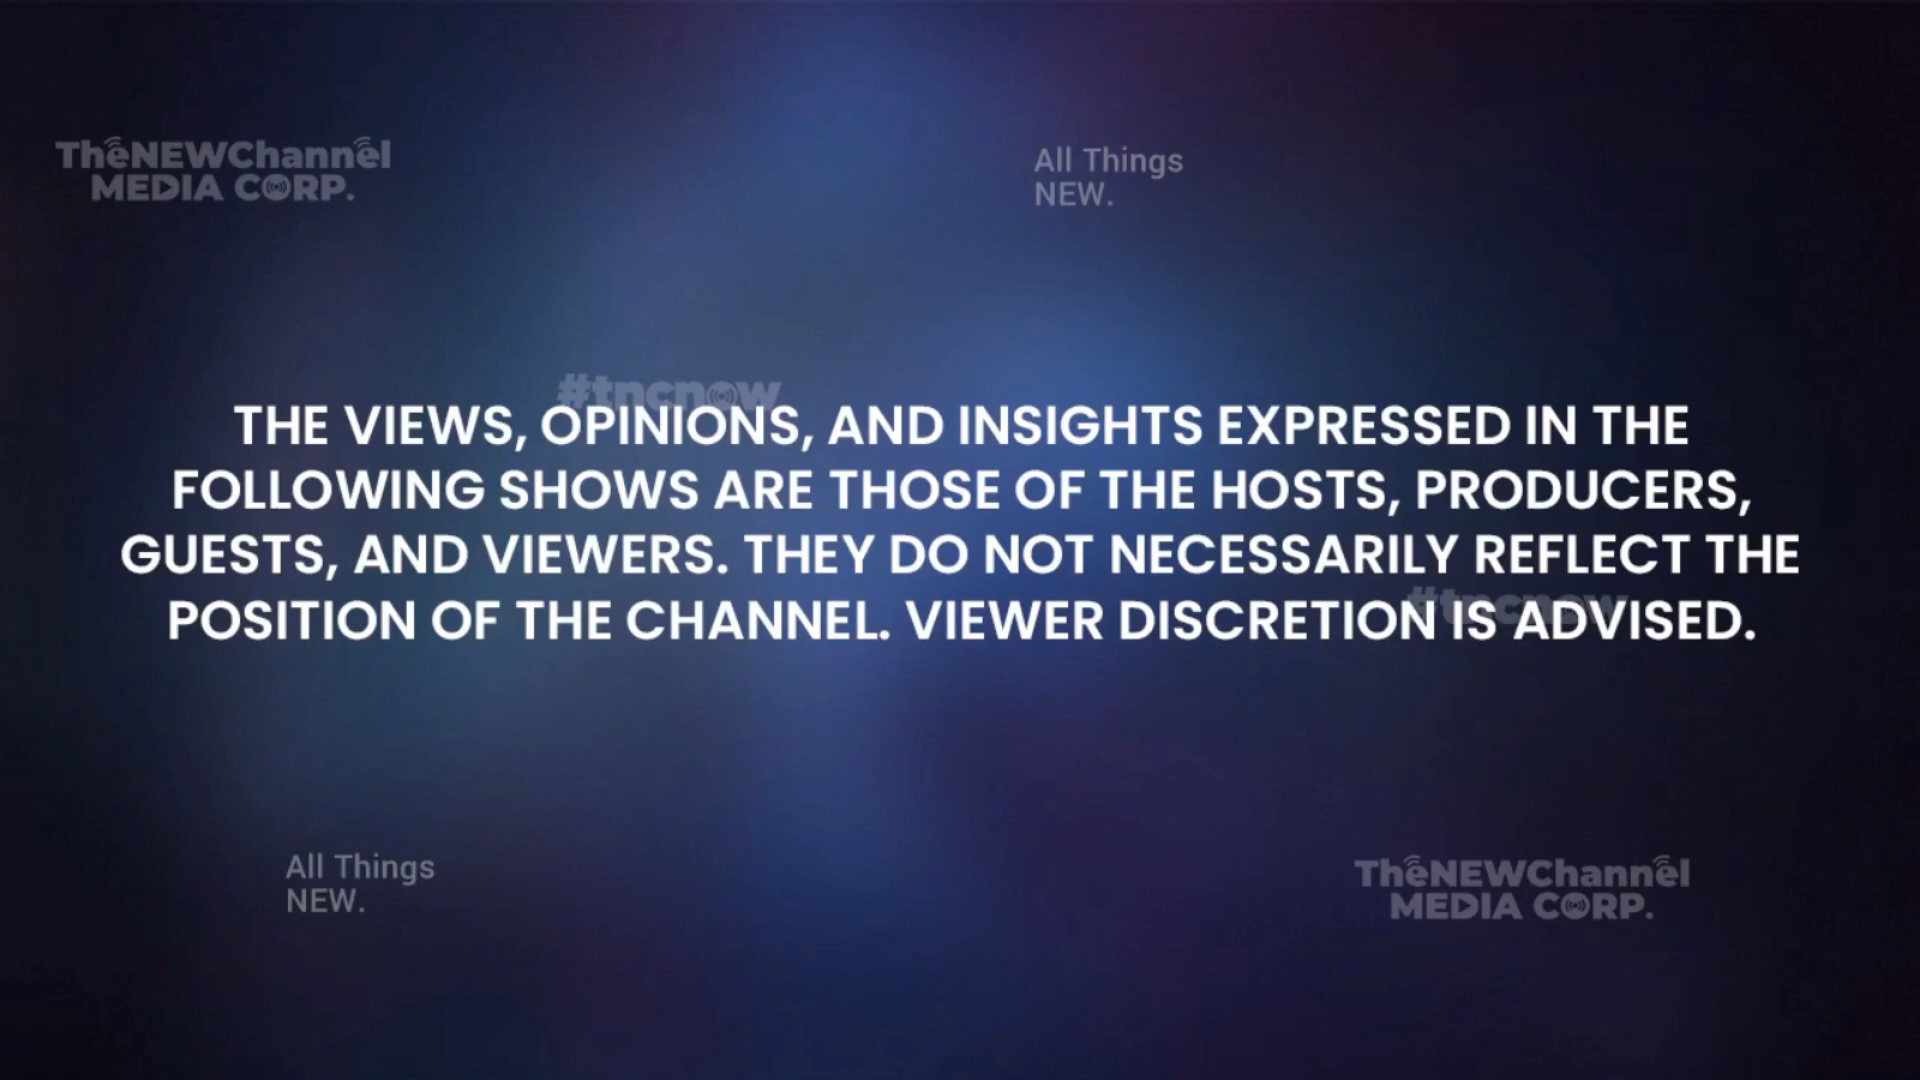 TheNEWChannel
MEDIA CORP.
All Things
NEW.
#tncnow
THE VIEWS, OPINIONS, AND INSIGHTS EXPRESSED IN THE
FOLLOWING SHOWS ARE THOSE OF THE HOSTS, PRODUCERS,
GUESTS, AND VIEWERS. THEY DO NOT NECESSARILY REFLECT THE
POSITION OF THE CHANNEL. VIEWER DISCRETION IS ADVISED.
#tncnow
All Things
NEW.
TheNEWChannel
MEDIA CORP.